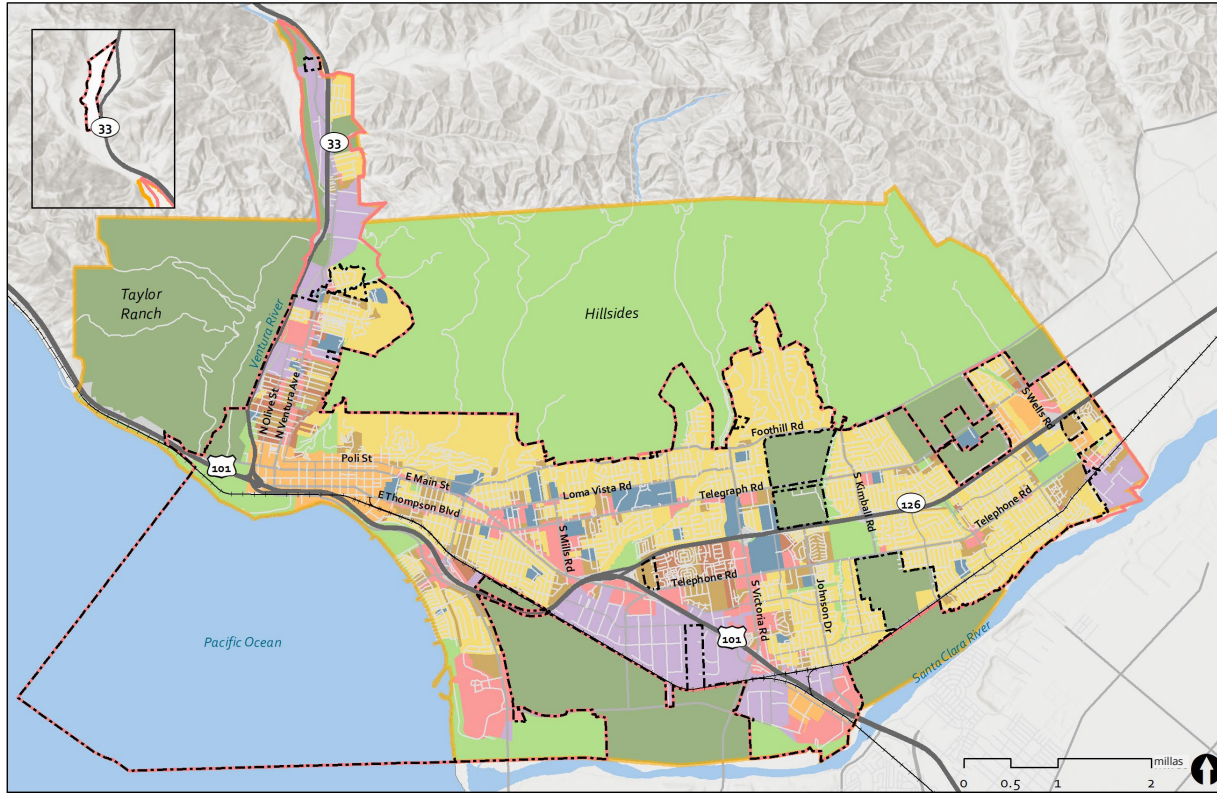 33
33
Taylor
Ranch
Ventura River
Hillsides
N Olive St
N Ventura Ave
S Wells Rd
Foothill Rd
Poli St
101
E Main St
Loma Vista Rd
Telegraph Rd
S Kimball Rd
E Thompson Blvd
126
Telephone Rd
S Mills Rd
Telephone Rd
S Victoria Rd
Johnson Dr
Pacific Ocean
101
Santa Clara River
millas
0 0.5 1 2